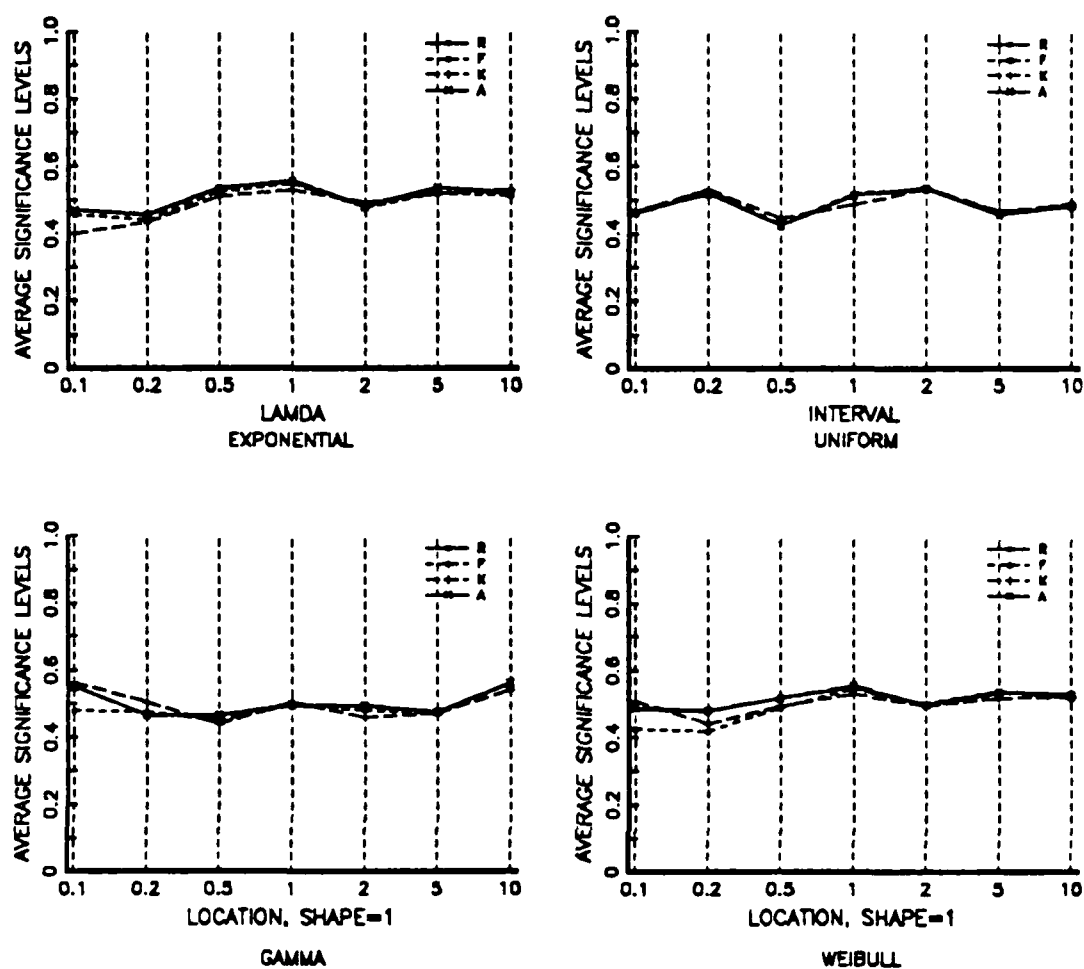 AVERAGE SIGNIFICANCE LEVELS
1.0
0.8
0.6
0.4
0.2
0
R
F
K
A
0.1 0.2 0.5 1 2 5 10
LAMDA
EXPONENTIAL
AVERAGE SIGNIFICANCE LEVELS
1.0
0.8
0.6
0.4
0.2
0
R
F
K
A
0.1 0.2 0.5 1 2 5 10
INTERVAL
UNIFORM
AVERAGE SIGNIFICANCE LEVELS
1.0
0.8
0.6
0.4
0.2
0
R
F
K
A
0.1 0.2 0.5 1 2 5 10
LOCATION, SHAPE=1
GAMMA
AVERAGE SIGNIFICANCE LEVELS
1.0
0.8
0.6
0.4
0.2
0
R
F
K
A
0.1 0.2 0.5 1 2 5 10
LOCATION, SHAPE=1
WEIBULL